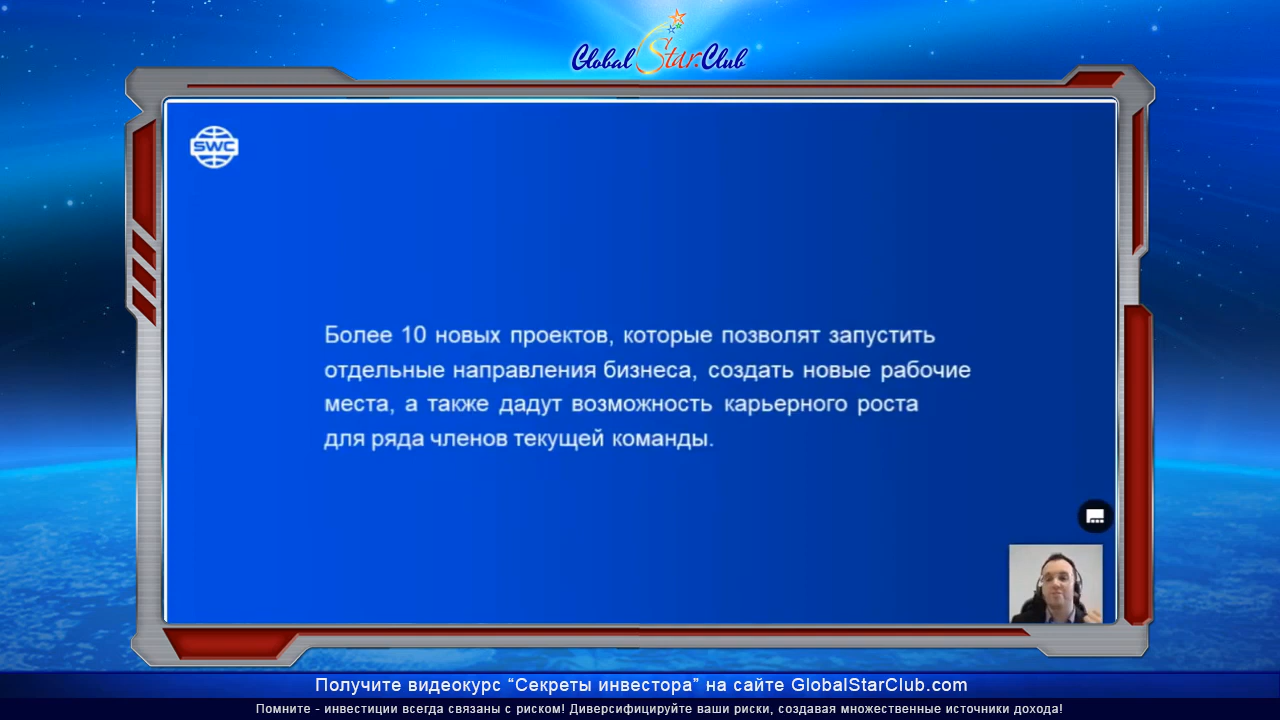 Global Star.Club
SWC
Более 10 новых проектов, которые позволят запустить
отдельные направления бизнеса, создать новые рабочие
места, а также дадут возможность карьерного роста
для ряда членов текущей команды.
Получите видеокурс “Секреты инвестора” на сайте GlobalStarClub.com
Помните - инвестиции всегда связаны с риском! Диверсифицируйте ваши риски, создавая множественные источники дохода!